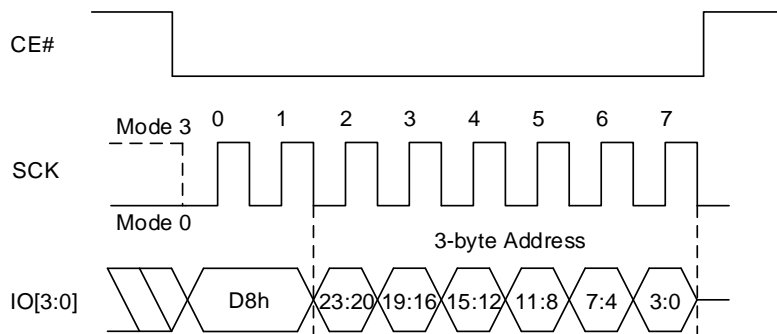 CE#
Mode 3 0 1 2 3 4 5 6 7
SCK
Mode 0
3-byte Address
IO[3:0] D8h 23:20 19:16 15:12 11:8 7:4 3:0